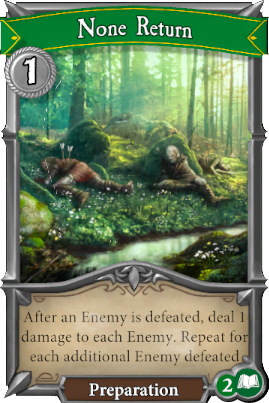 None Return
1
After an Enemy is defeated, deal 1
damage to each Enemy. Repeat for
each additional Enemy defeated.
Preparation
2